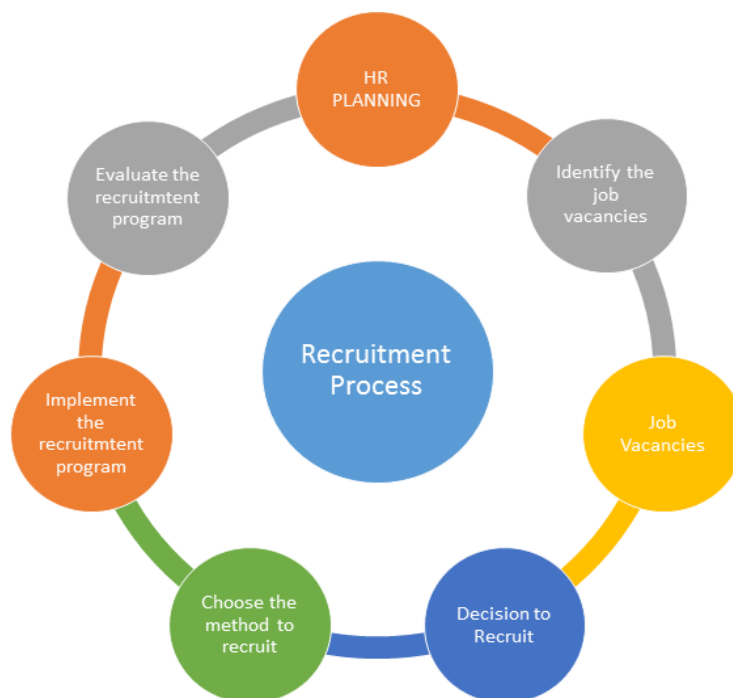 HR
PLANNING
Identify the
job
vacancies
Job
Vacancies
Decision to
Recruit
Choose the
method to
recruit
Implement
the
recruitmtent
program
Evaluate the
recruitmtent
program
Recruitment
Process